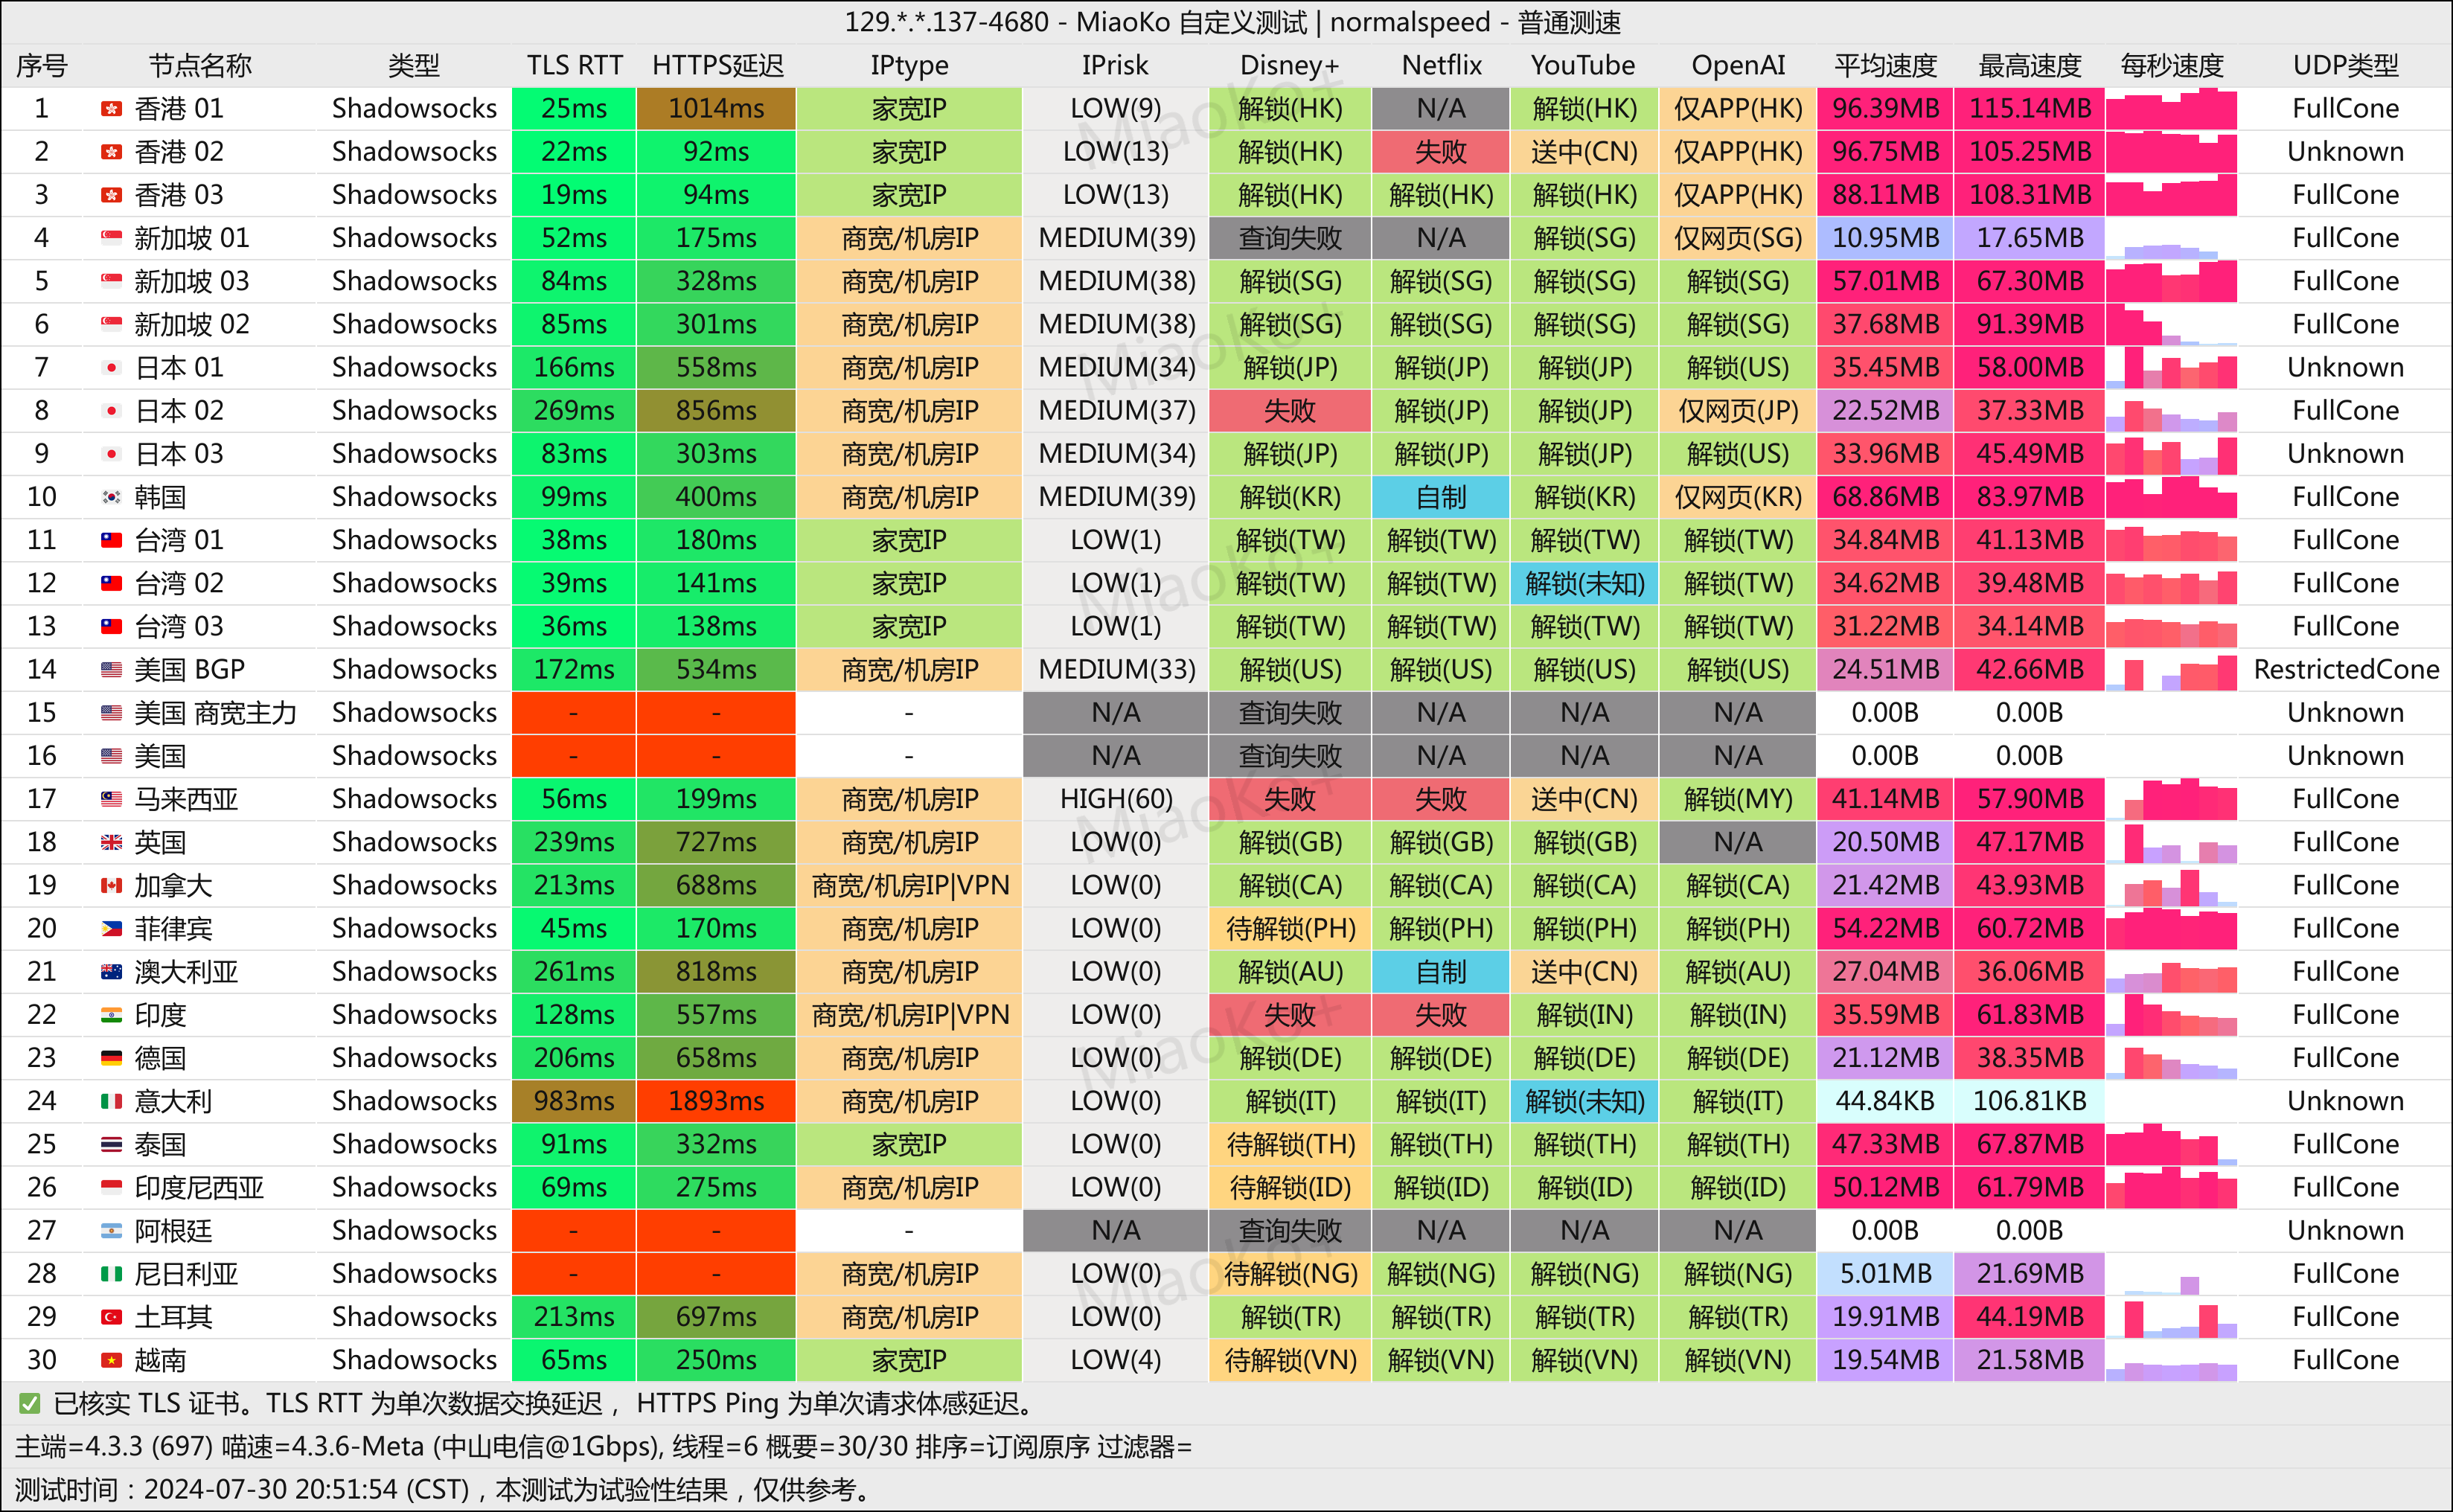 129.*.*.137-4680 - MiaoKo 自定义测试 | normalspeed - 普通测速
序号 节点名称 类型 TLS RTT HTTPS延迟 IPtype IPrisk Disney+ Netflix YouTube OpenAI 平均速度 最高速度 每秒速度 UDP类型
1 香港 01 Shadowsocks 25ms 1014ms 家宽IP LOW(9) 解锁(HK) N/A 解锁(HK) 仅APP(HK) 96.39MB 115.14MB FullCone
2 香港 02 Shadowsocks 22ms 92ms 家宽IP LOW(13) 解锁(HK) 失败 送中(CN) 仅APP(HK) 96.75MB 105.25MB Unknown
3 香港 03 Shadowsocks 19ms 94ms 家宽IP LOW(13) 解锁(HK) 解锁(HK) 解锁(HK) 仅APP(HK) 88.11MB 108.31MB FullCone
4 新加坡 01 Shadowsocks 52ms 175ms 商宽/机房IP MEDIUM(39) 查询失败 N/A 解锁(SG) 仅网页(SG) 10.95MB 17.65MB FullCone
5 新加坡 03 Shadowsocks 84ms 328ms 商宽/机房IP MEDIUM(38) 解锁(SG) 解锁(SG) 解锁(SG) 解锁(SG) 57.01MB 67.30MB FullCone
6 新加坡 02 Shadowsocks 85ms 301ms 商宽/机房IP MEDIUM(38) 解锁(SG) 解锁(SG) 解锁(SG) 解锁(SG) 37.68MB 91.39MB FullCone
7 日本 01 Shadowsocks 166ms 558ms 商宽/机房IP MEDIUM(34) 解锁(JP) 解锁(JP) 解锁(JP) 解锁(US) 35.45MB 58.00MB Unknown
8 日本 02 Shadowsocks 269ms 856ms 商宽/机房IP MEDIUM(37) 失败 解锁(JP) 解锁(JP) 仅网页(JP) 22.52MB 37.33MB FullCone
9 日本 03 Shadowsocks 83ms 303ms 商宽/机房IP MEDIUM(34) 解锁(JP) 解锁(JP) 解锁(JP) 解锁(US) 33.96MB 45.49MB Unknown
10 韩国 Shadowsocks 99ms 400ms 商宽/机房IP MEDIUM(39) 解锁(KR) 自制 解锁(KR) 仅网页(KR) 68.86MB 83.97MB FullCone
11 台湾 01 Shadowsocks 38ms 180ms 家宽IP LOW(1) 解锁(TW) 解锁(TW) 解锁(TW) 解锁(TW) 34.84MB 41.13MB FullCone
12 台湾 02 Shadowsocks 39ms 141ms 家宽IP LOW(1) 解锁(TW) 解锁(TW) 解锁(未知) 解锁(TW) 34.62MB 39.48MB FullCone
13 台湾 03 Shadowsocks 36ms 138ms 家宽IP LOW(1) 解锁(TW) 解锁(TW) 解锁(TW) 解锁(TW) 31.22MB 34.14MB FullCone
14 美国 BGP Shadowsocks 172ms 534ms 商宽/机房IP MEDIUM(33) 解锁(US) 解锁(US) 解锁(US) 解锁(US) 24.51MB 42.66MB RestrictedCone
15 美国 商宽主力 Shadowsocks - - - N/A 查询失败 N/A N/A N/A 0.00B 0.00B Unknown
16 美国 Shadowsocks - - - N/A 查询失败 N/A N/A N/A 0.00B 0.00B Unknown
17 马来西亚 Shadowsocks 56ms 199ms 商宽/机房IP HIGH(60) 失败 失败 送中(CN) 解锁(MY) 41.14MB 57.90MB FullCone
18 英国 Shadowsocks 239ms 727ms 商宽/机房IP LOW(0) 解锁(GB) 解锁(GB) 解锁(GB) N/A 20.50MB 47.17MB FullCone
19 加拿大 Shadowsocks 213ms 688ms 商宽/机房IP|VPN LOW(0) 解锁(CA) 解锁(CA) 解锁(CA) 解锁(CA) 21.42MB 43.93MB FullCone
20 菲律宾 Shadowsocks 45ms 170ms 商宽/机房IP LOW(0) 待解锁(PH) 解锁(PH) 解锁(PH) 解锁(PH) 54.22MB 60.72MB FullCone
21 澳大利亚 Shadowsocks 261ms 818ms 商宽/机房IP LOW(0) 解锁(AU) 自制 送中(CN) 解锁(AU) 27.04MB 36.06MB FullCone
22 印度 Shadowsocks 128ms 557ms 商宽/机房IP|VPN LOW(0) 失败 失败 解锁(IN) 解锁(IN) 35.59MB 61.83MB FullCone
23 德国 Shadowsocks 206ms 658ms 商宽/机房IP LOW(0) 解锁(DE) 解锁(DE) 解锁(DE) 解锁(DE) 21.12MB 38.35MB FullCone
24 意大利 Shadowsocks 983ms 1893ms 商宽/机房IP LOW(0) 解锁(IT) 解锁(IT) 解锁(未知) 解锁(IT) 44.84KB 106.81KB Unknown
25 泰国 Shadowsocks 91ms 332ms 家宽IP LOW(0) 待解锁(TH) 解锁(TH) 解锁(TH) 解锁(TH) 47.33MB 67.87MB FullCone
26 印度尼西亚 Shadowsocks 69ms 275ms 商宽/机房IP LOW(0) 待解锁(ID) 解锁(ID) 解锁(ID) 解锁(ID) 50.12MB 61.79MB FullCone
27 阿根廷 Shadowsocks - - - N/A 查询失败 N/A N/A N/A 0.00B 0.00B Unknown
28 尼日利亚 Shadowsocks - - 商宽/机房IP LOW(0) 待解锁(NG) 解锁(NG) 解锁(NG) 解锁(NG) 5.01MB 21.69MB FullCone
29 土耳其 Shadowsocks 213ms 697ms 商宽/机房IP LOW(0) 解锁(TR) 解锁(TR) 解锁(TR) 解锁(TR) 19.91MB 44.19MB FullCone
30 越南 Shadowsocks 65ms 250ms 家宽IP LOW(4) 待解锁(VN) 解锁(VN) 解锁(VN) 解锁(VN) 19.54MB 21.58MB FullCone
✅ 已核实 TLS 证书。TLS RTT 为单次数据交换延迟， HTTPS Ping 为单次请求体感延迟。
主端=4.3.3 (697) 喵速=4.3.6-Meta (中山电信@1Gbps), 线程=6 概要=30/30 排序=订阅原序 过滤器=
测试时间：2024-07-30 20:51:54 (CST)，本测试为试验性结果，仅供参考。
MiaoKo+
MiaoKo+
MiaoKo+
MiaoKo+
MiaoKo+
MiaoKo+